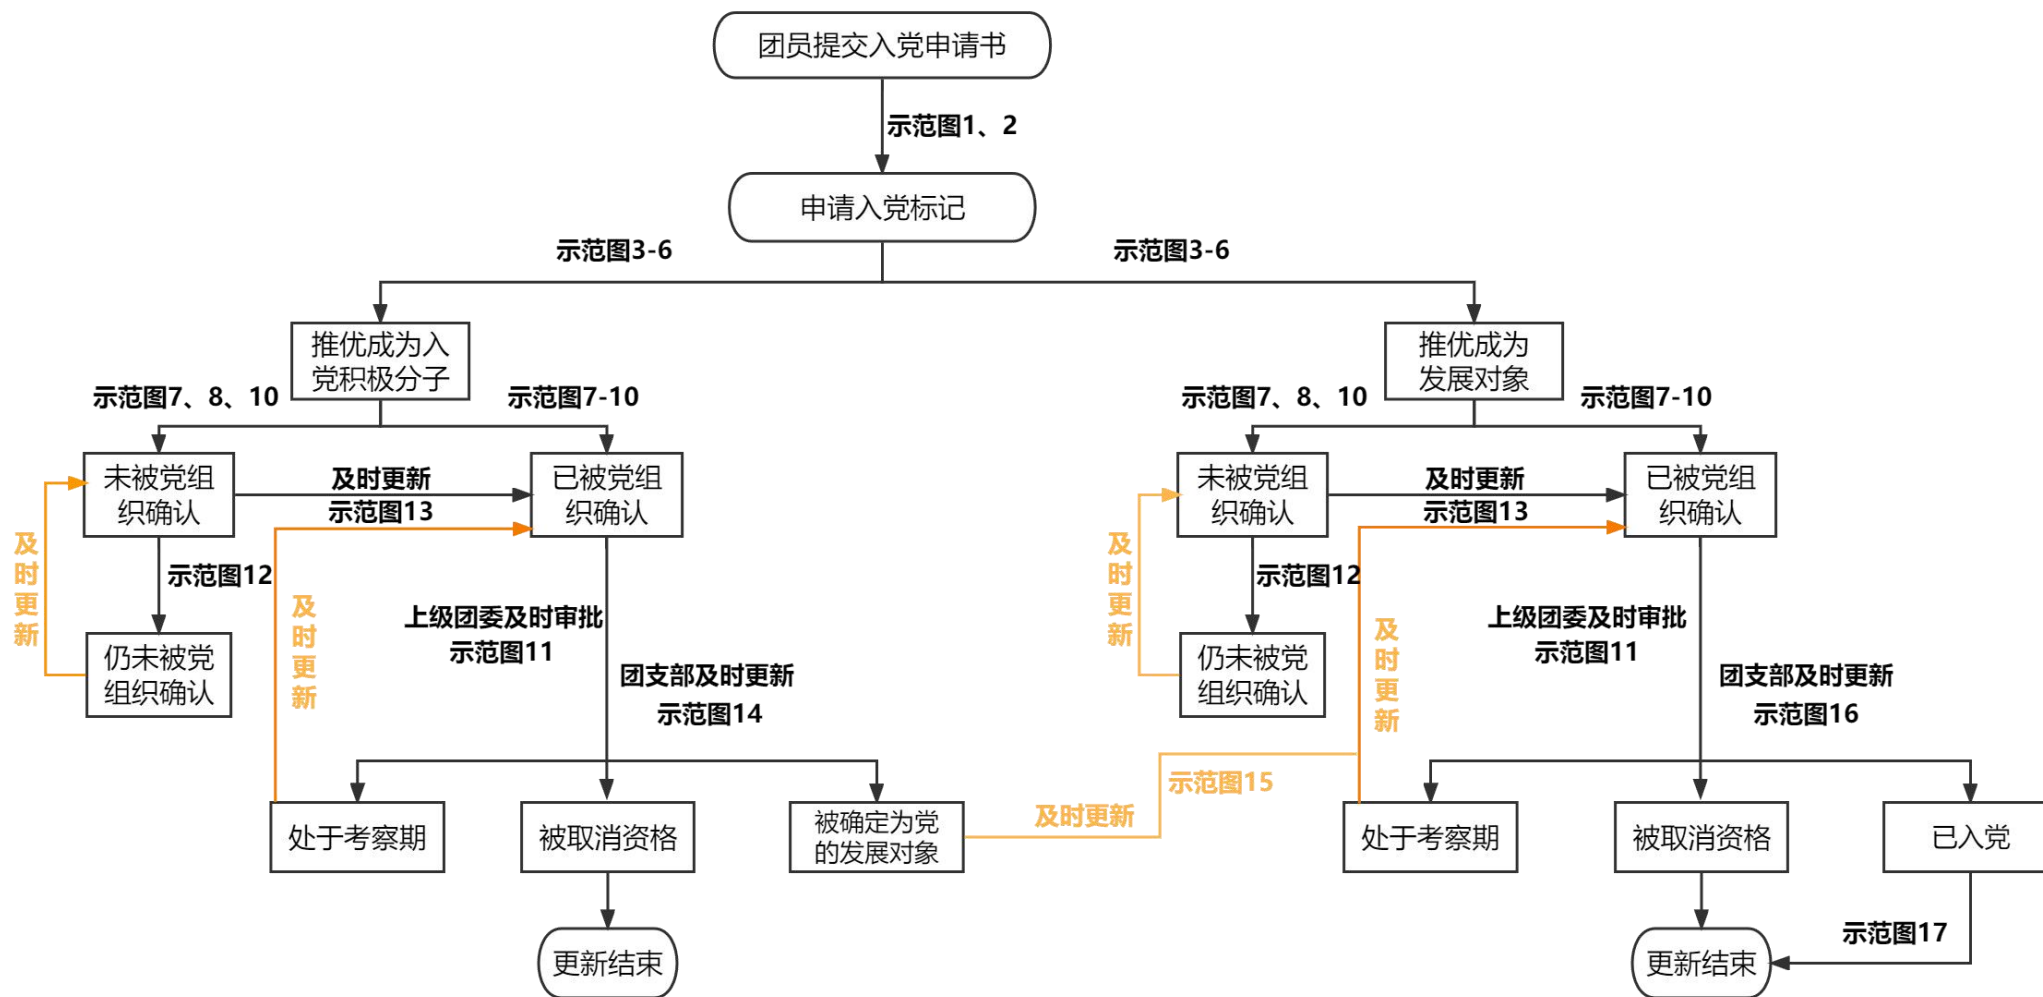 团员提交入党申请书
示范图1、2
申请入党标记
示范图3-6
示范图3-6
推优成为入
党积极分子
推优成为
发展对象
示范图7、8、10
示范图7-10
示范图7、8、10
示范图7-10
未被党组
织确认
及时更新
示范图13
已被党组
织确认
未被党组
织确认
及时更新
示范图13
已被党组
织确认
及时更新
示范图12
及时更新
上级团委及时审批
示范图11
仍未被党
组织确认
团支部及时更新
示范图14
及时更新
示范图12
及时更新
上级团委及时审批
示范图11
仍未被党
组织确认
团支部及时更新
示范图16
处于考察期
被取消资格
被确定为党
的发展对象
及时更新
示范图15
处于考察期
被取消资格
已入党
更新结束
更新结束
示范图17